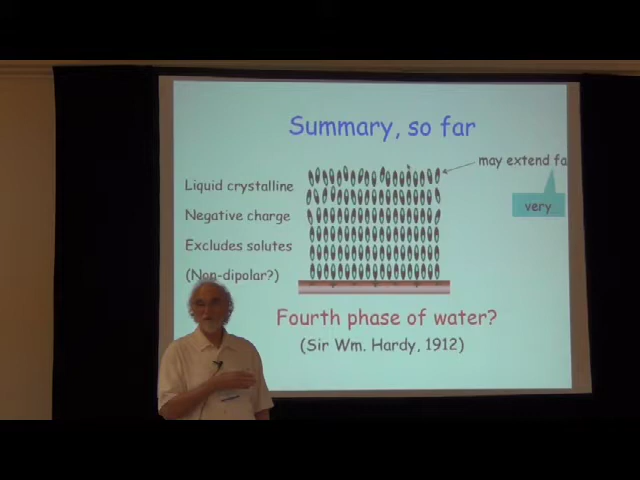 Summary, so far
may extend fa
very
Liquid crystalline
Negative charge
Excludes solutes
(Non-dipolar?)
Fourth phase of water?
(Sir Wm. Hardy, 1912)